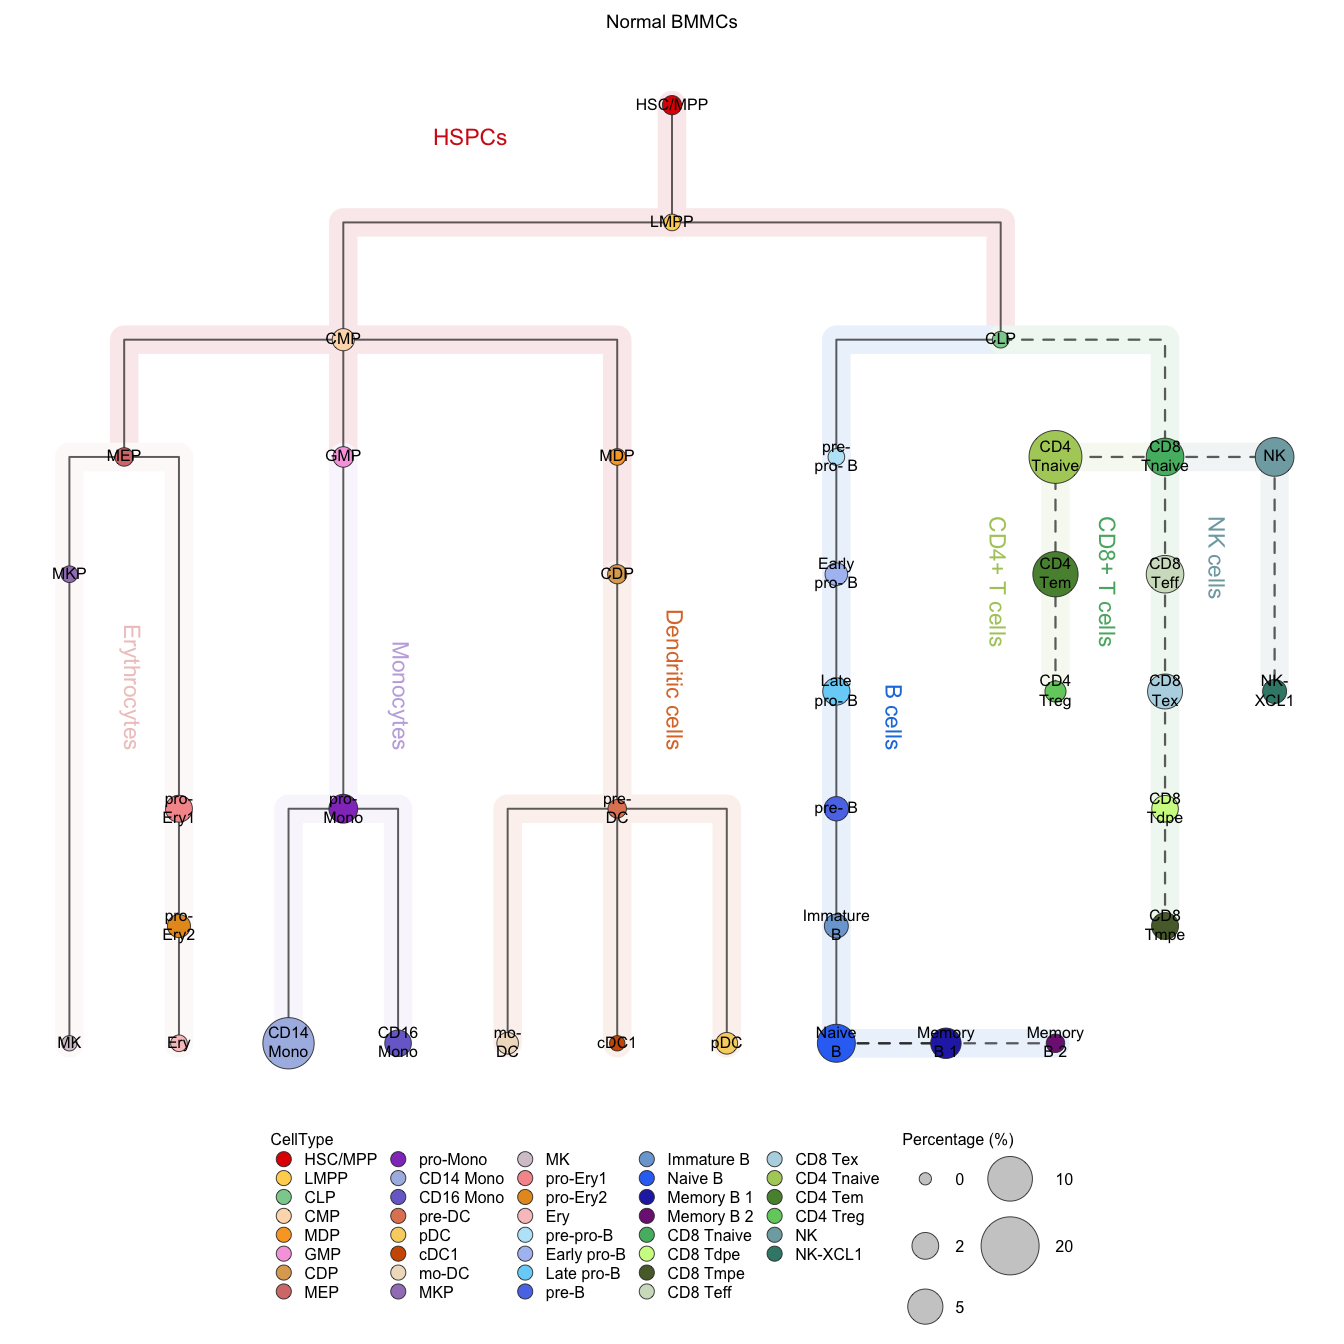 Normal BMMCs
HSC/MPP
HSPCs
LMPP
CMP
CLP
MEP
GMP
MDP
pre-
pro- B
CD4
Tnaive
CD8
Tnaive
NK
MKP
CDP
Early
pro- B
CD4
Tem
CD8
Teff
CD4+ T cells
CD8+ T cells
NK cells
Erythrocytes
Monocytes
Dendritic cells
Late
pro- B
B cells
CD4
Treg
CD8
Tex
NK-
XCL1
pro-
Ery1
pro-
Mono
pre-
DC
pre- B
CD8
Tdpe
pro-
Ery2
Immature
B
CD8
Tmpe
MK
Ery
CD14
Mono
CD16
Mono
mo-
DC
cDC1
pDC
Naive
B
Memory
B 1
Memory
B 2
CellType
HSC/MPP
LMPP
CLP
CMP
MDP
GMP
CDP
MEP
pro-Mono
CD14 Mono
CD16 Mono
pre-DC
pDC
cDC1
mo-DC
MKP
MK
pro-Ery1
pro-Ery2
Ery
pre-pro-B
Early pro-B
Late pro-B
pre-B
Immature B
Naive B
Memory B 1
Memory B 2
CD8 Tnaive
CD8 Tdpe
CD8 Tmpe
CD8 Teff
CD8 Tex
CD4 Tnaive
CD4 Tem
CD4 Treg
NK
NK-XCL1
Percentage (%)
0
2
5
10
20